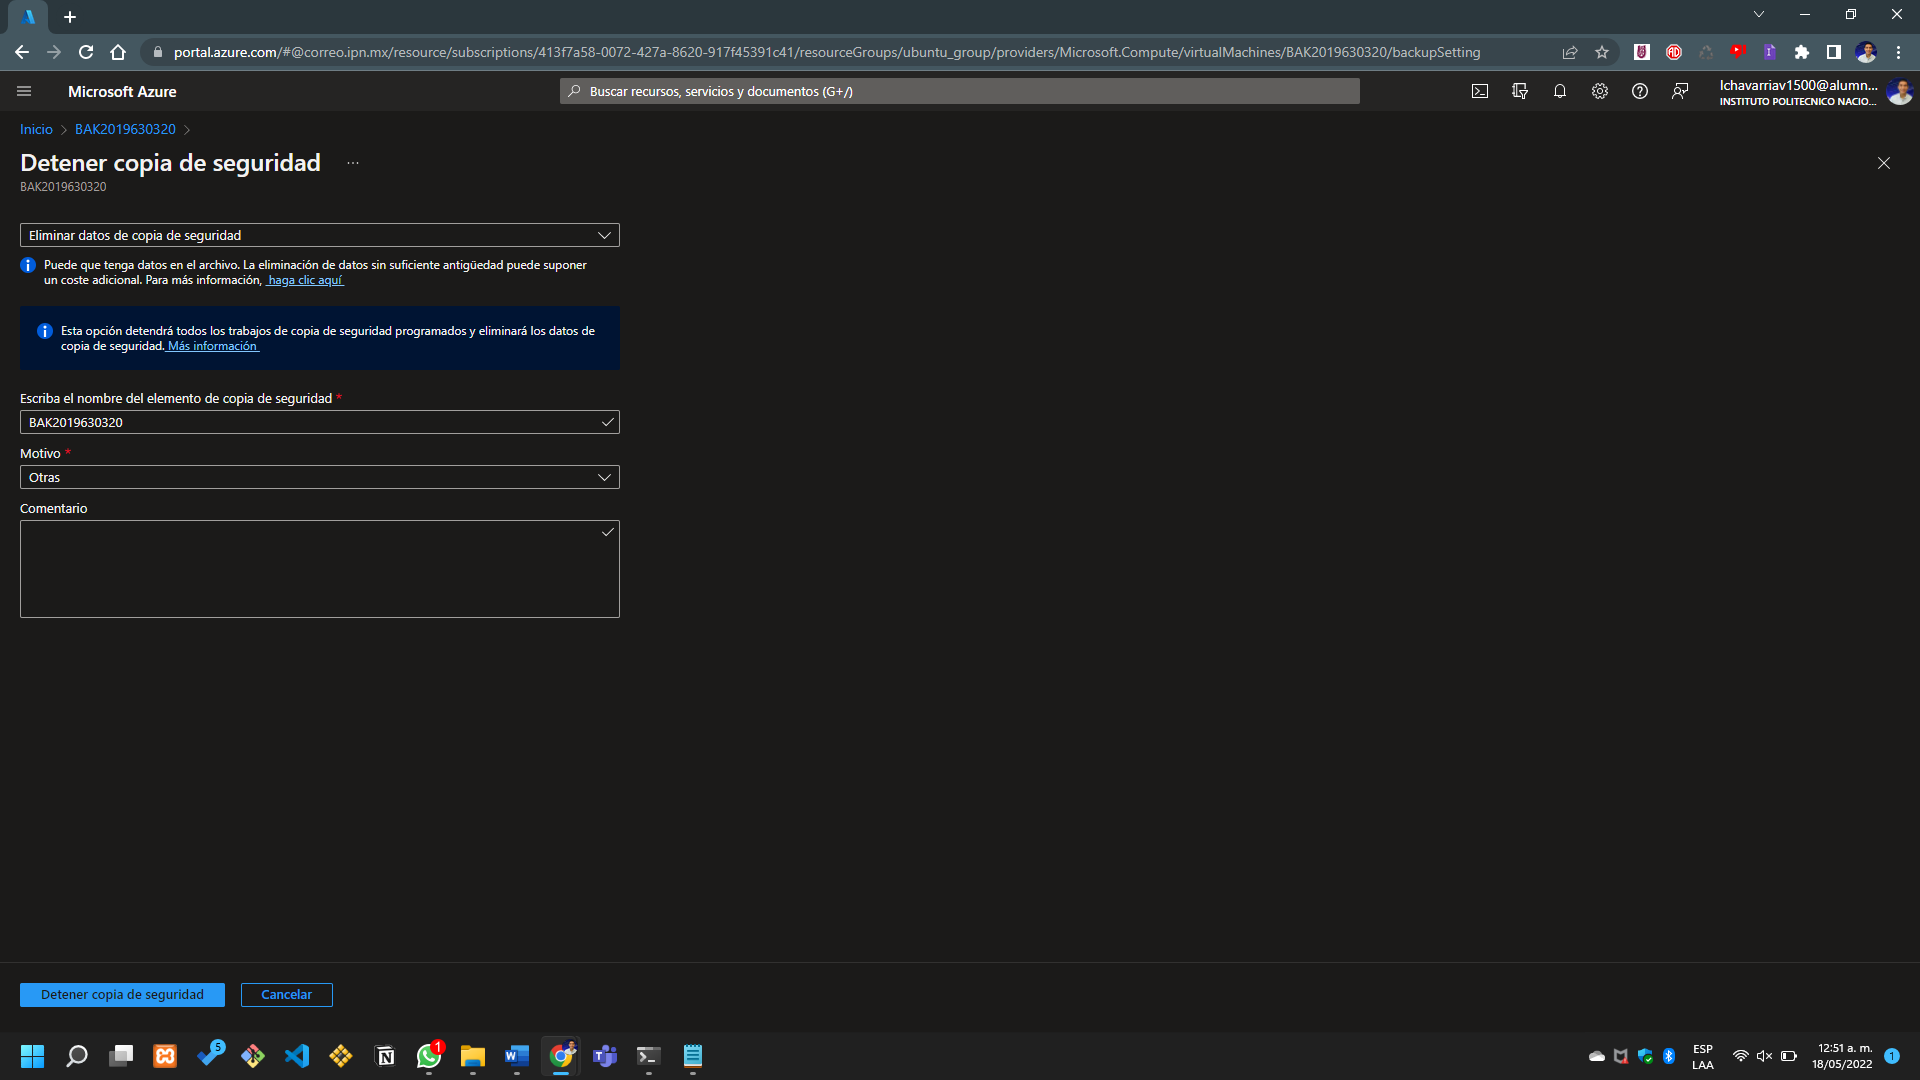 portal.azure.com/#@correo.ipn.mx/resource/subscriptions/413f7a58-0072-427a-8620-917f45391c41/resourceGroups/ubuntu_group/providers/Microsoft.Compute/virtualMachines/BAK2019630320/backupSetting
Microsoft Azure
Buscar recursos, servicios y documentos (G+/)
lchavarriav1500@alumn...
INSTITUTO POLITECNICO NACIO...
Inicio > BAK2019630320 >
Detener copia de seguridad ...
BAK2019630320
Eliminar datos de copia de seguridad
Puede que tenga datos en el archivo. La eliminación de datos sin suficiente antigüedad puede suponer
un coste adicional. Para más información, haga clic aquí
Esta opción detendrá todos los trabajos de copia de seguridad programados y eliminará los datos de
copia de seguridad. Más información
Escriba el nombre del elemento de copia de seguridad *
BAK2019630320
Motivo *
Otras
Comentario
Detener copia de seguridad
Cancelar
5
1
ESP
LAA
12:51 a. m.
18/05/2022
1